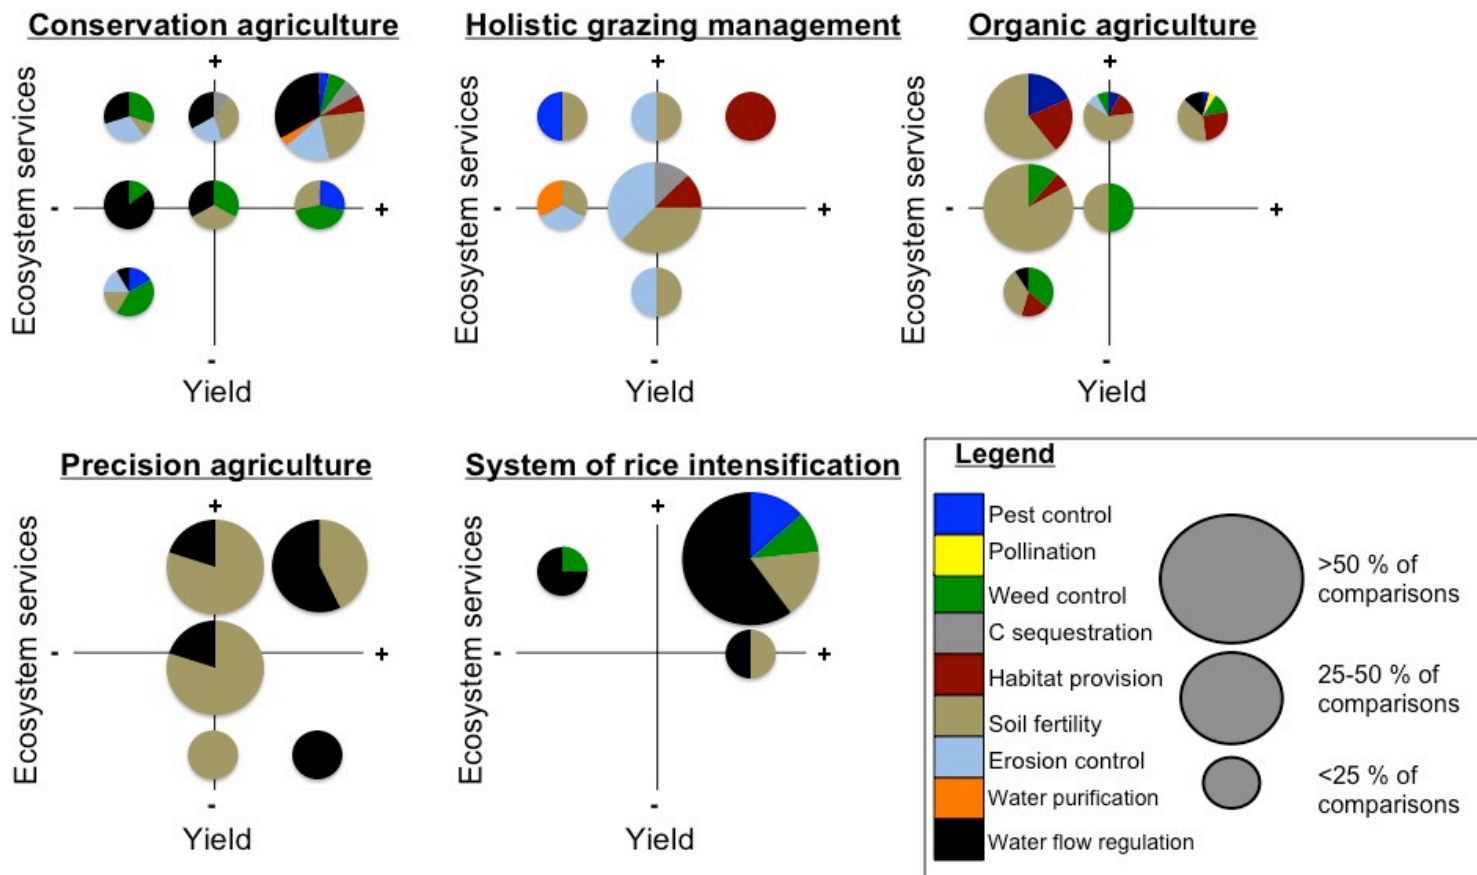 Conservation agriculture
+
Ecosystem services
-
+
-
Yield
Holistic grazing management
+
Ecosystem services
-
+
-
Yield
Organic agriculture
+
Ecosystem services
-
+
-
Yield
Precision agriculture
+
Ecosystem services
-
+
-
Yield
System of rice intensification
+
Ecosystem services
-
+
-
Yield
Legend
Pest control
Pollination
Weed control
C sequestration
Habitat provision
Soil fertility
Erosion control
Water purification
Water flow regulation
>50 % of
comparisons
25-50 % of
comparisons
<25 % of
comparisons